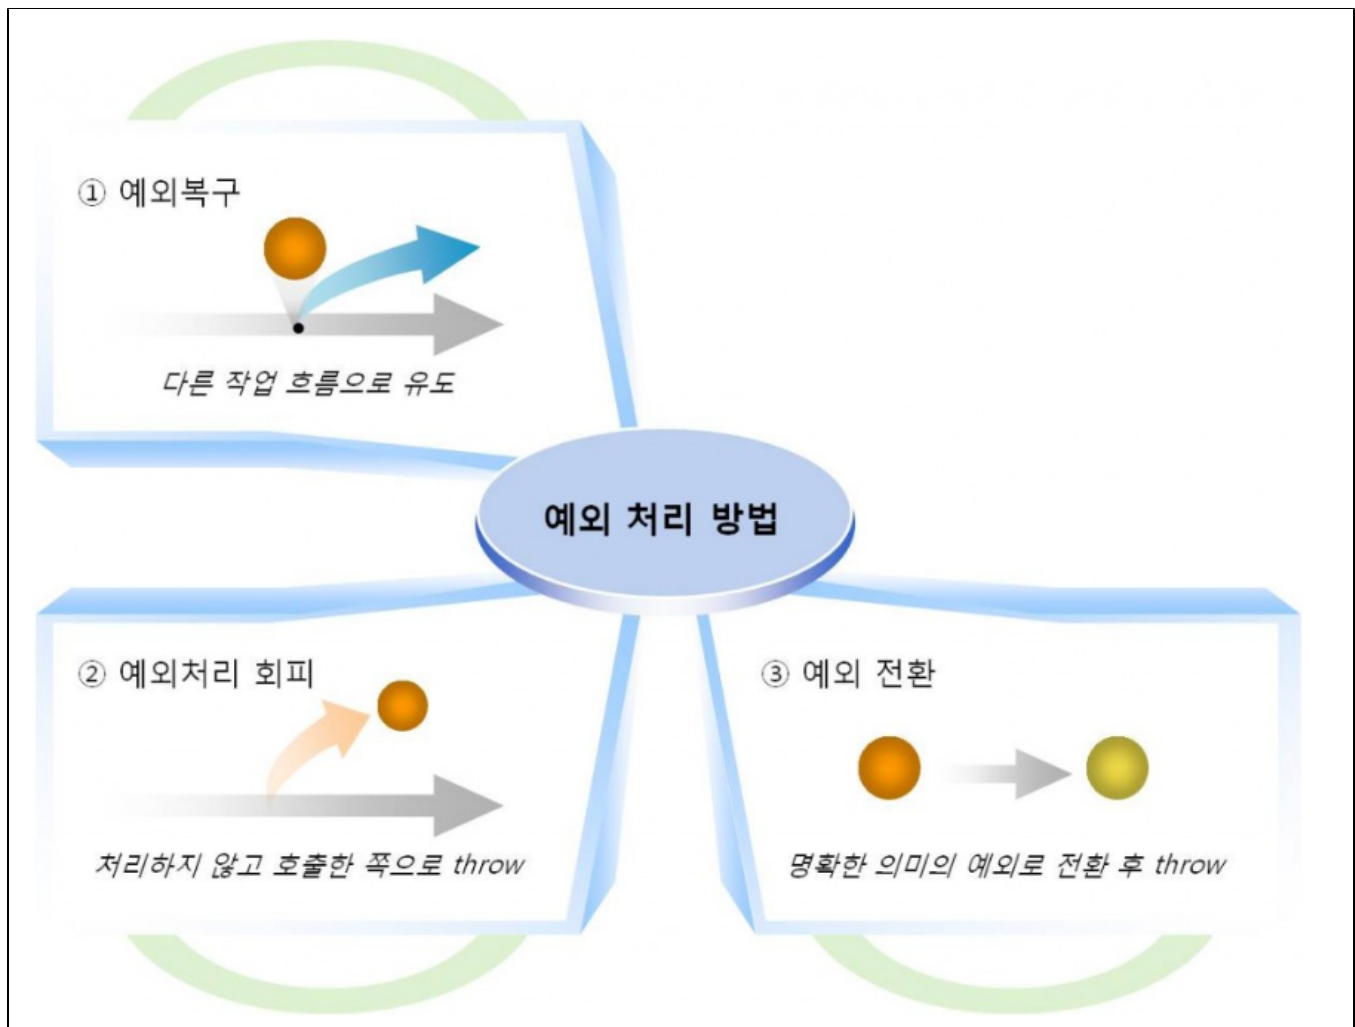 ① 예외복구
다른 작업 흐름으로 유도
예외 처리 방법
② 예외처리 회피
처리하지 않고 호출한 쪽으로 throw
③ 예외 전환
명확한 의미의 예외로 전환 후 throw